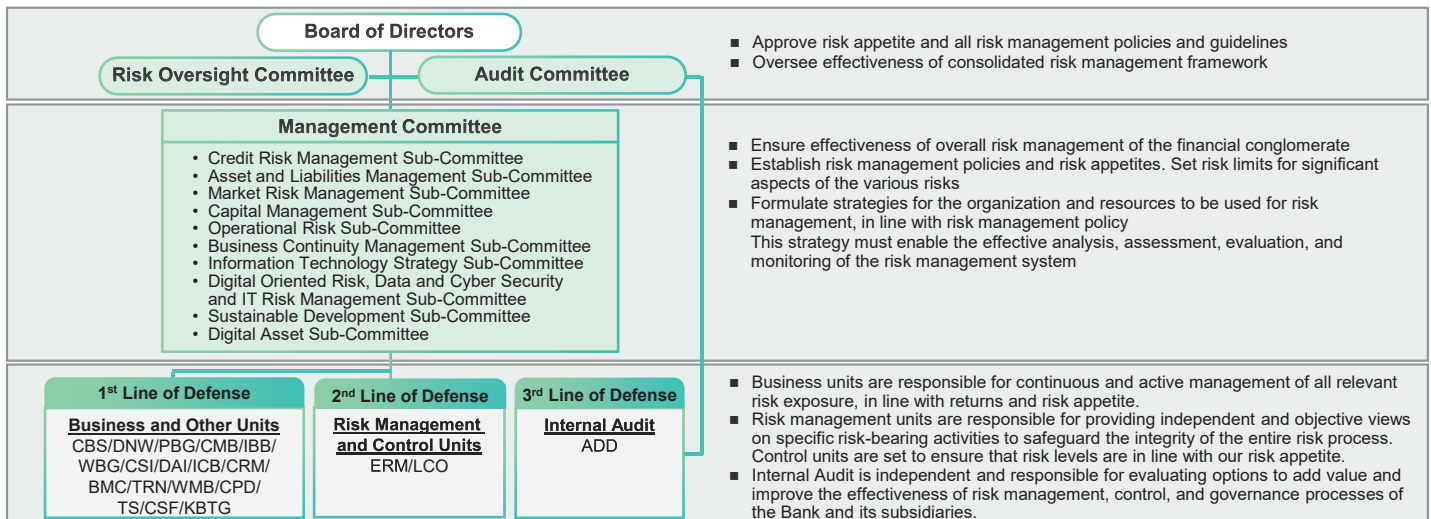 Board of Directors
Risk Oversight Committee
Audit Committee
■ Approve risk appetite and all risk management policies and guidelines
■ Oversee effectiveness of consolidated risk management framework
Management Committee
• Credit Risk Management Sub-Committee
• Asset and Liabilities Management Sub-Committee
• Market Risk Management Sub-Committee
• Capital Management Sub-Committee
• Operational Risk Sub-Committee
• Business Continuity Management Sub-Committee
• Information Technology Strategy Sub-Committee
• Digital Oriented Risk, Data and Cyber Security
and IT Risk Management Sub-Committee
• Sustainable Development Sub-Committee
• Digital Asset Sub-Committee
■ Ensure effectiveness of overall risk management of the financial conglomerate
■ Establish risk management policies and risk appetites. Set risk limits for significant
aspects of the various risks
■ Formulate strategies for the organization and resources to be used for risk
management, in line with risk management policy
This strategy must enable the effective analysis, assessment, evaluation, and
monitoring of the risk management system
1st Line of Defense
Business and Other Units
CBS/DNW/PBG/CMB/IBB/
WBG/CSI/DAI/ICB/CRM/
BMC/TRN/WMB/CPD/
TS/CSF/KBTG
2nd Line of Defense
Risk Management
and Control Units
ERM/LCO
3rd Line of Defense
Internal Audit
ADD
■ Business units are responsible for continuous and active management of all relevant
risk exposure, in line with returns and risk appetite.
■ Risk management units are responsible for providing independent and objective views
on specific risk-bearing activities to safeguard the integrity of the entire risk process.
Control units are set to ensure that risk levels are in line with our risk appetite.
■ Internal Audit is independent and responsible for evaluating options to add value and
improve the effectiveness of risk management, control, and governance processes of
the Bank and its subsidiaries.